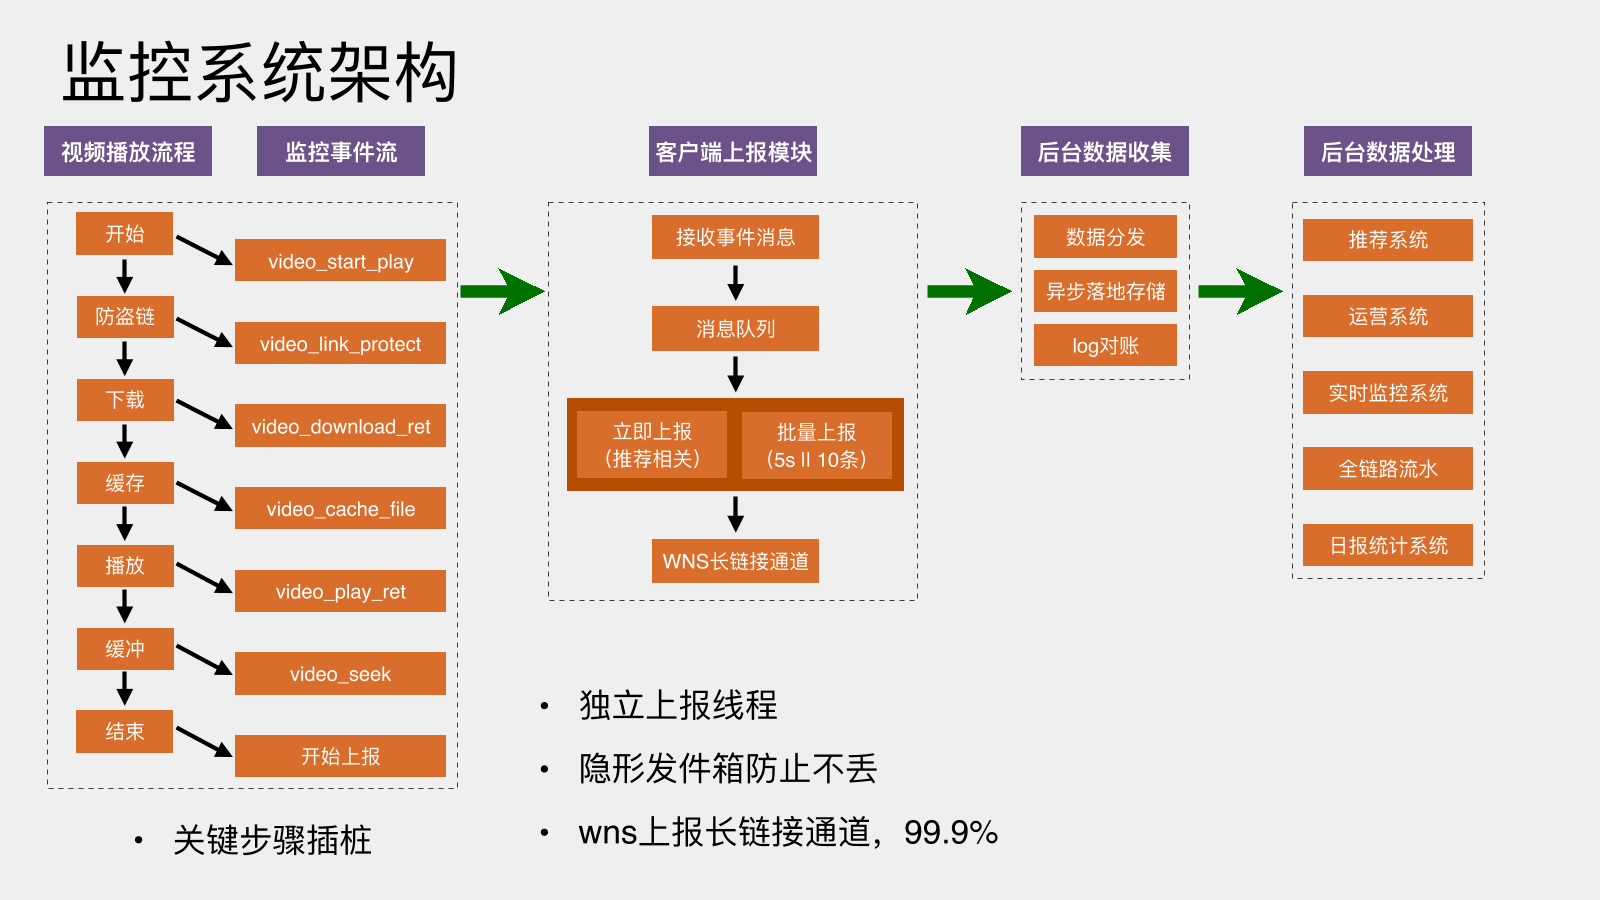 监控系统架构
视频播放流程
监控事件流
开始
video_start_play
防盗链
video_link_protect
下载
video_download_ret
缓存
video_cache_file
播放
video_play_ret
缓冲
video_seek
结束
开始上报
• 关键步骤插桩
客户端上报模块
接收事件消息
消息队列
立即上报
（推荐相关）
批量上报
（5s || 10条）
WNS长链接通道
• 独立上报线程
• 隐形发件箱防止不丢
• wns上报长链接通道，99.9%
后台数据收集
数据分发
异步落地存储
log对账
后台数据处理
推荐系统
运营系统
实时监控系统
全链路流水
日报统计系统